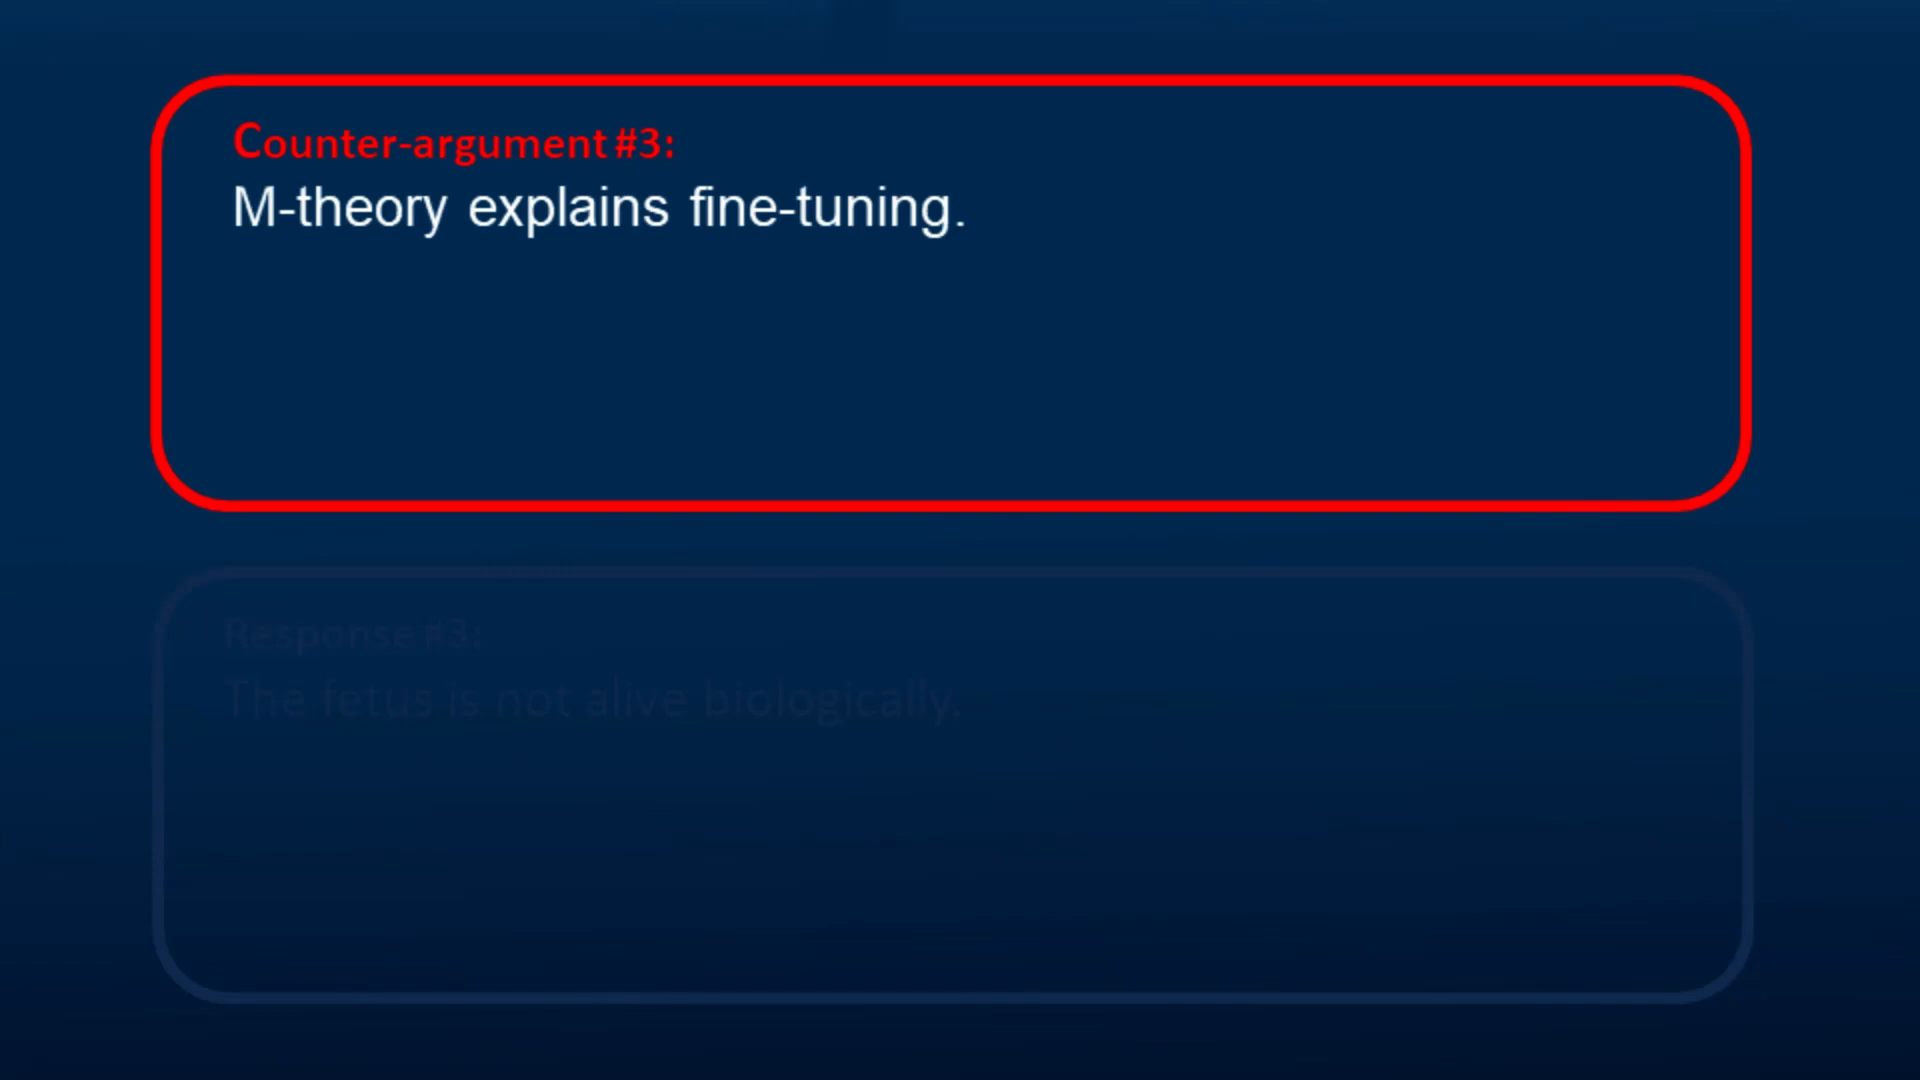 Counter-argument #3:
M-theory explains fine-tuning.
Response #3:
The fetus is not alive biologically.